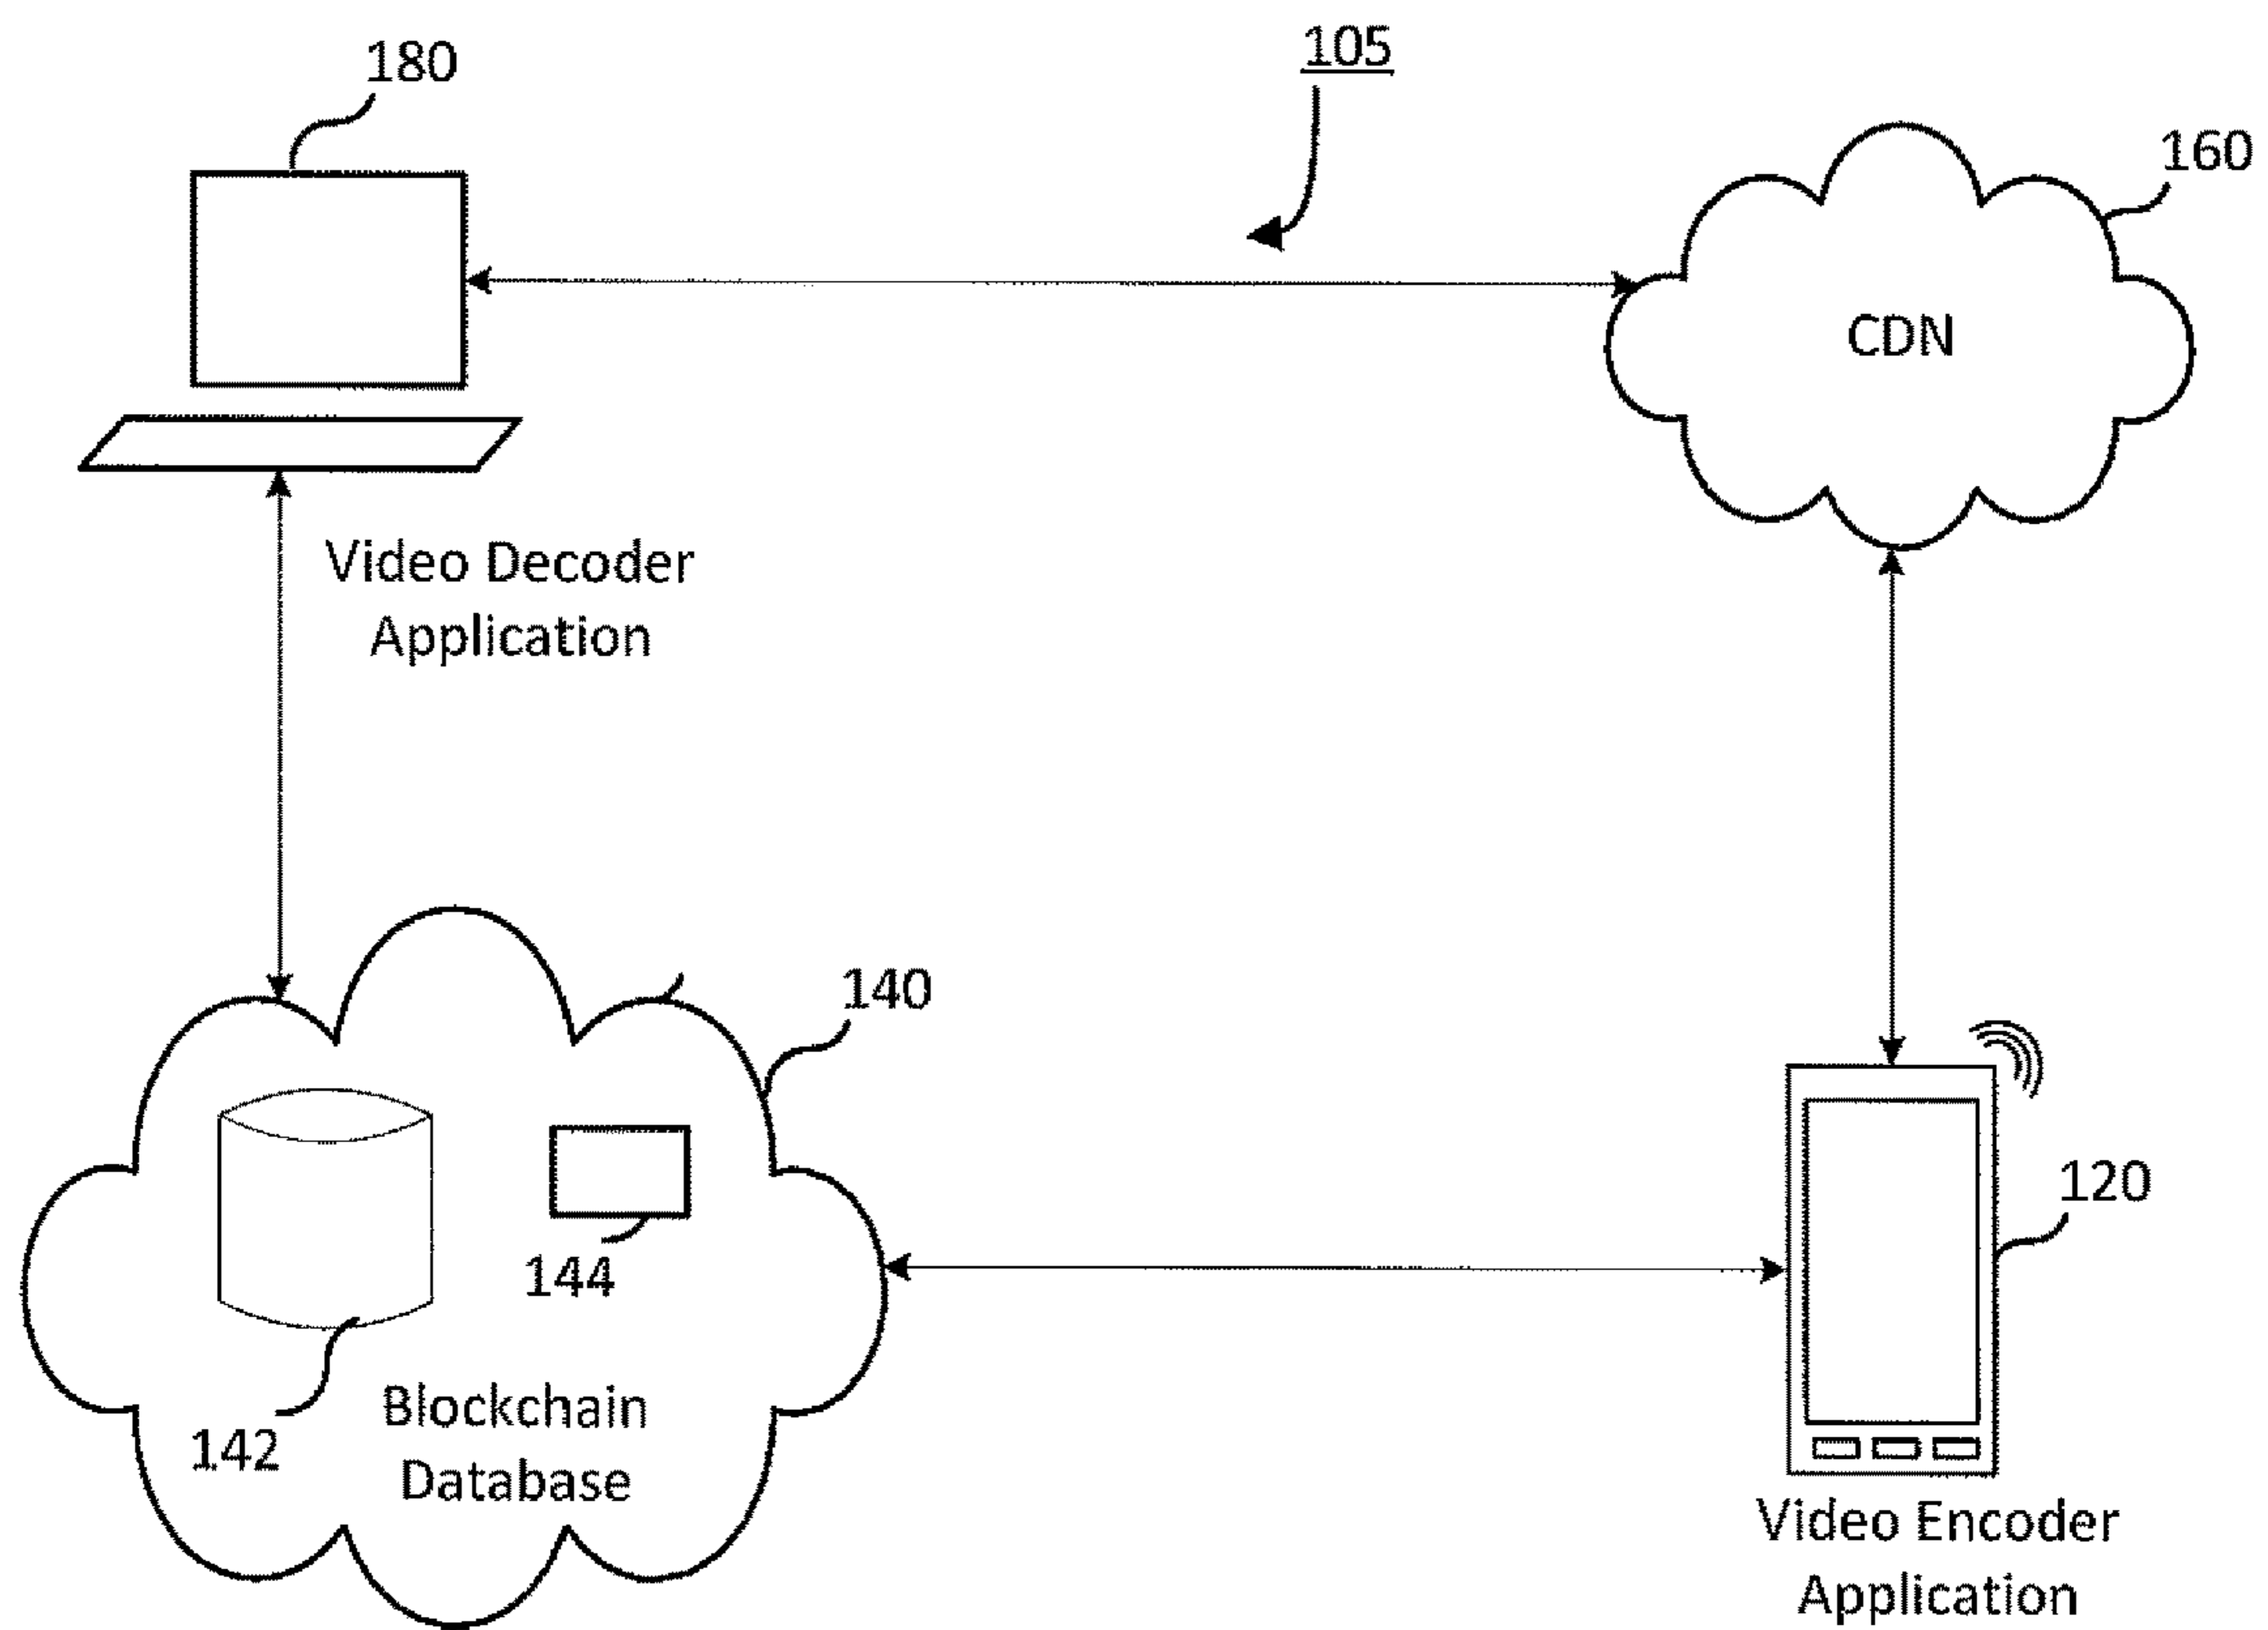 180
105
160
CDN
Video Decoder
Application
140
120
144
142
Blockchain
Database
Video Encoder
Application